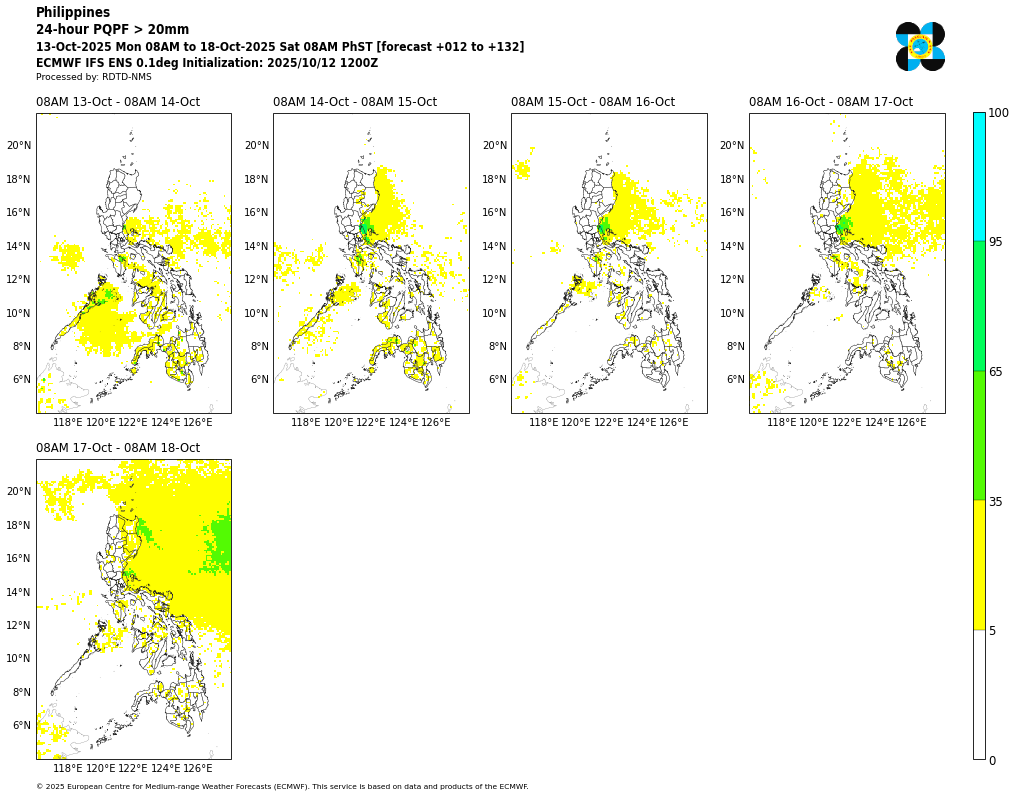 Philippines
24-hour PQPF > 20mm
13-Oct-2025 Mon 08AM to 18-Oct-2025 Sat 08AM PhST [forecast +012 to +132]
ECMWF IFS ENS 0.1deg Initialization: 2025/10/12 1200Z
Processed by: RDTD-NMS
08AM 13-Oct - 08AM 14-Oct
20°N
18°N
16°N
14°N
12°N
10°N
8°N
6°N
118°E 120°E 122°E 124°E 126°E
08AM 14-Oct - 08AM 15-Oct
20°N
18°N
16°N
14°N
12°N
10°N
8°N
6°N
118°E 120°E 122°E 124°E 126°E
08AM 15-Oct - 08AM 16-Oct
20°N
18°N
16°N
14°N
12°N
10°N
8°N
6°N
118°E 120°E 122°E 124°E 126°E
08AM 16-Oct - 08AM 17-Oct
20°N
18°N
16°N
14°N
12°N
10°N
8°N
6°N
118°E 120°E 122°E 124°E 126°E
100
95
65
35
5
0
08AM 17-Oct - 08AM 18-Oct
20°N
18°N
16°N
14°N
12°N
10°N
8°N
6°N
118°E 120°E 122°E 124°E 126°E
© 2025 European Centre for Medium-range Weather Forecasts (ECMWF). This service is based on data and products of the ECMWF.